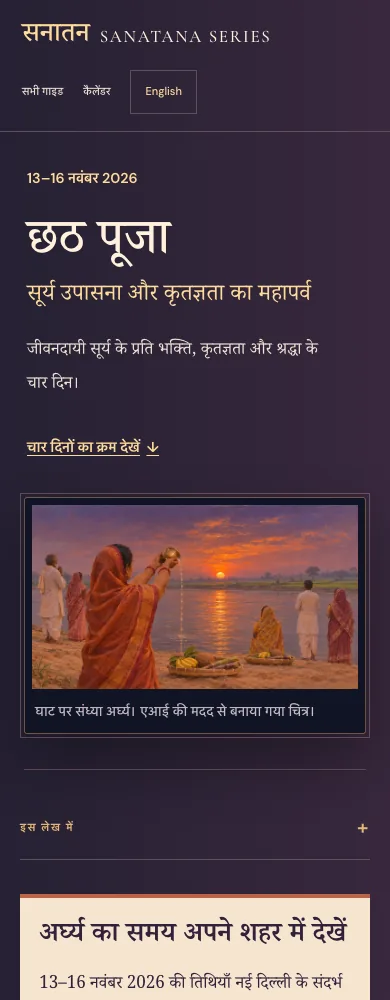 सनातन SANATANA SERIES
सभी गाइड कैलेंडर English
13–16 नवंबर 2026
छठ पूजा
सूर्य उपासना और कृतज्ञता का महापर्व
जीवनदायी सूर्य के प्रति भक्ति, कृतज्ञता और श्रद्धा के
चार दिन।
चार दिनों का क्रम देखें ↓
घाट पर संध्या अर्घ्य। एआई की मदद से बनाया गया चित्र।
इस लेख में +
अर्घ्य का समय अपने शहर में देखें
13–16 नवंबर 2026 की तिथियाँ नई दिल्ली के संदर्भ